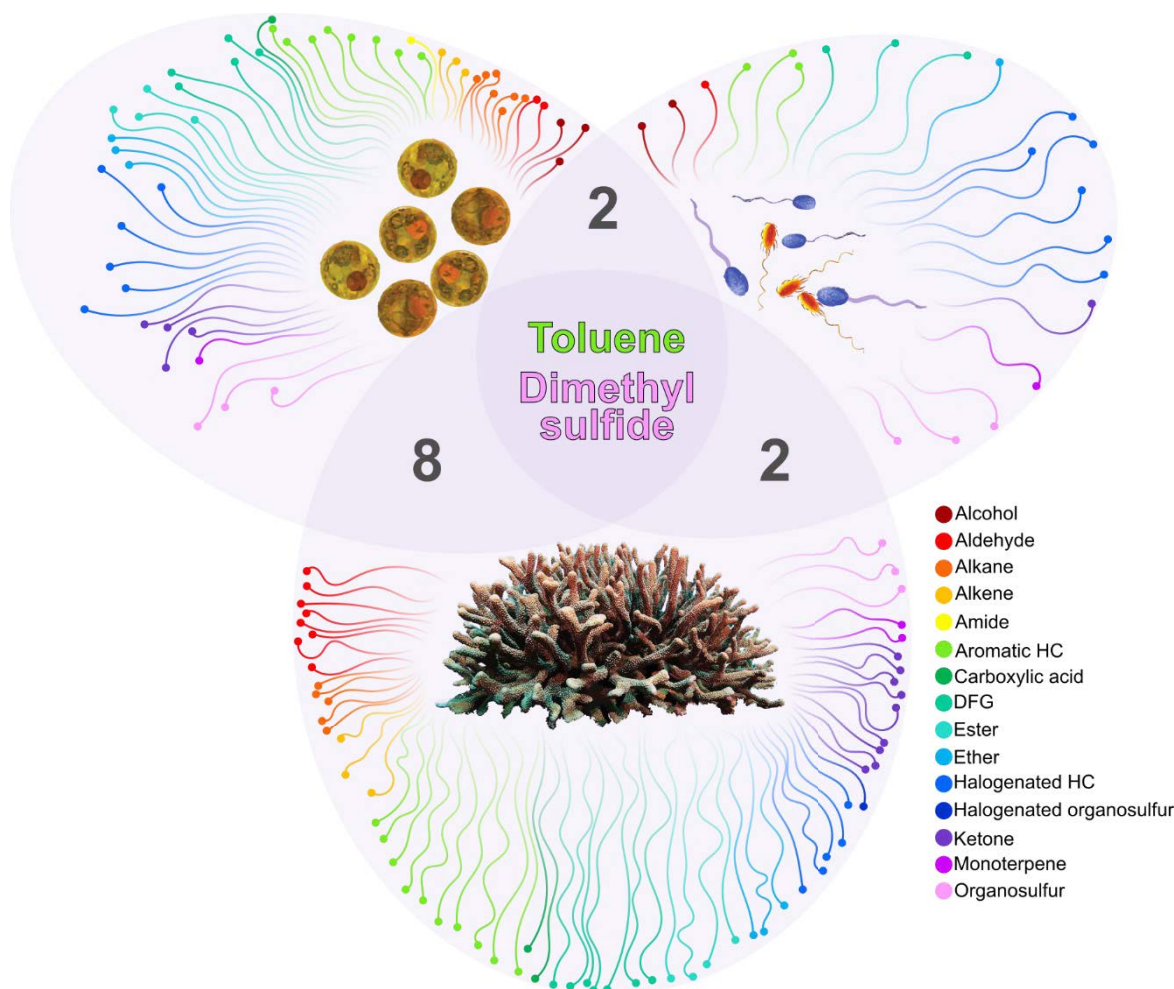 2
Toluene
Dimethyl
sulfide
8
2
Alcohol
Aldehyde
Alkane
Alkene
Amide
Aromatic HC
Carboxylic acid
DFG
Ester
Ether
Halogenated HC
Halogenated organosulfur
Ketone
Monoterpene
Organosulfur